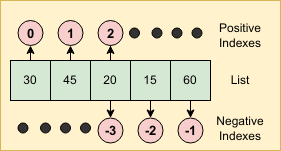 0 1 2 Positive Indexes
30 45 20 15 60 List
-3 -2 -1 Negative Indexes